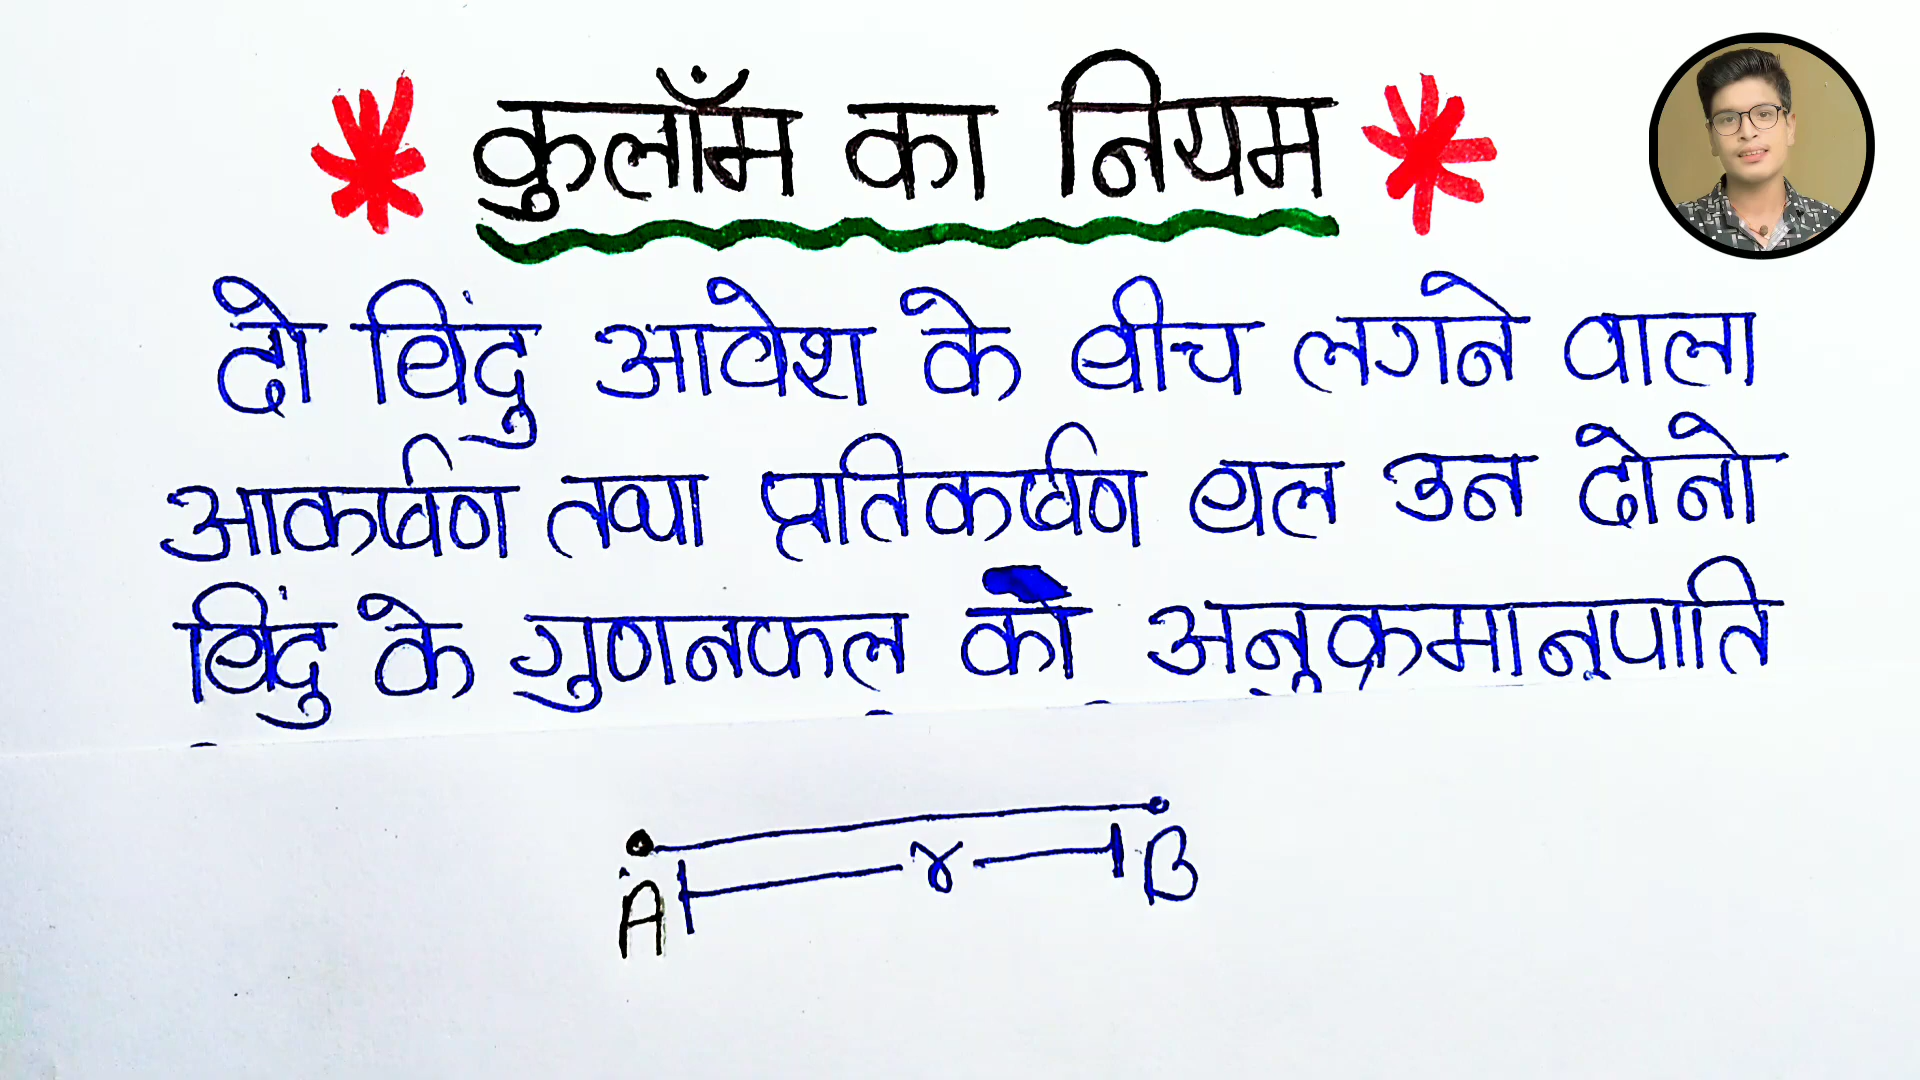 कुलाँम का नियम
दो बिंदु आवेश के बीच लगने वाला
आकर्षण तथा प्रतिकर्षण बल उन दोनो
बिंदु के गुणनफल के अनुक्रमानुपाति
A r B